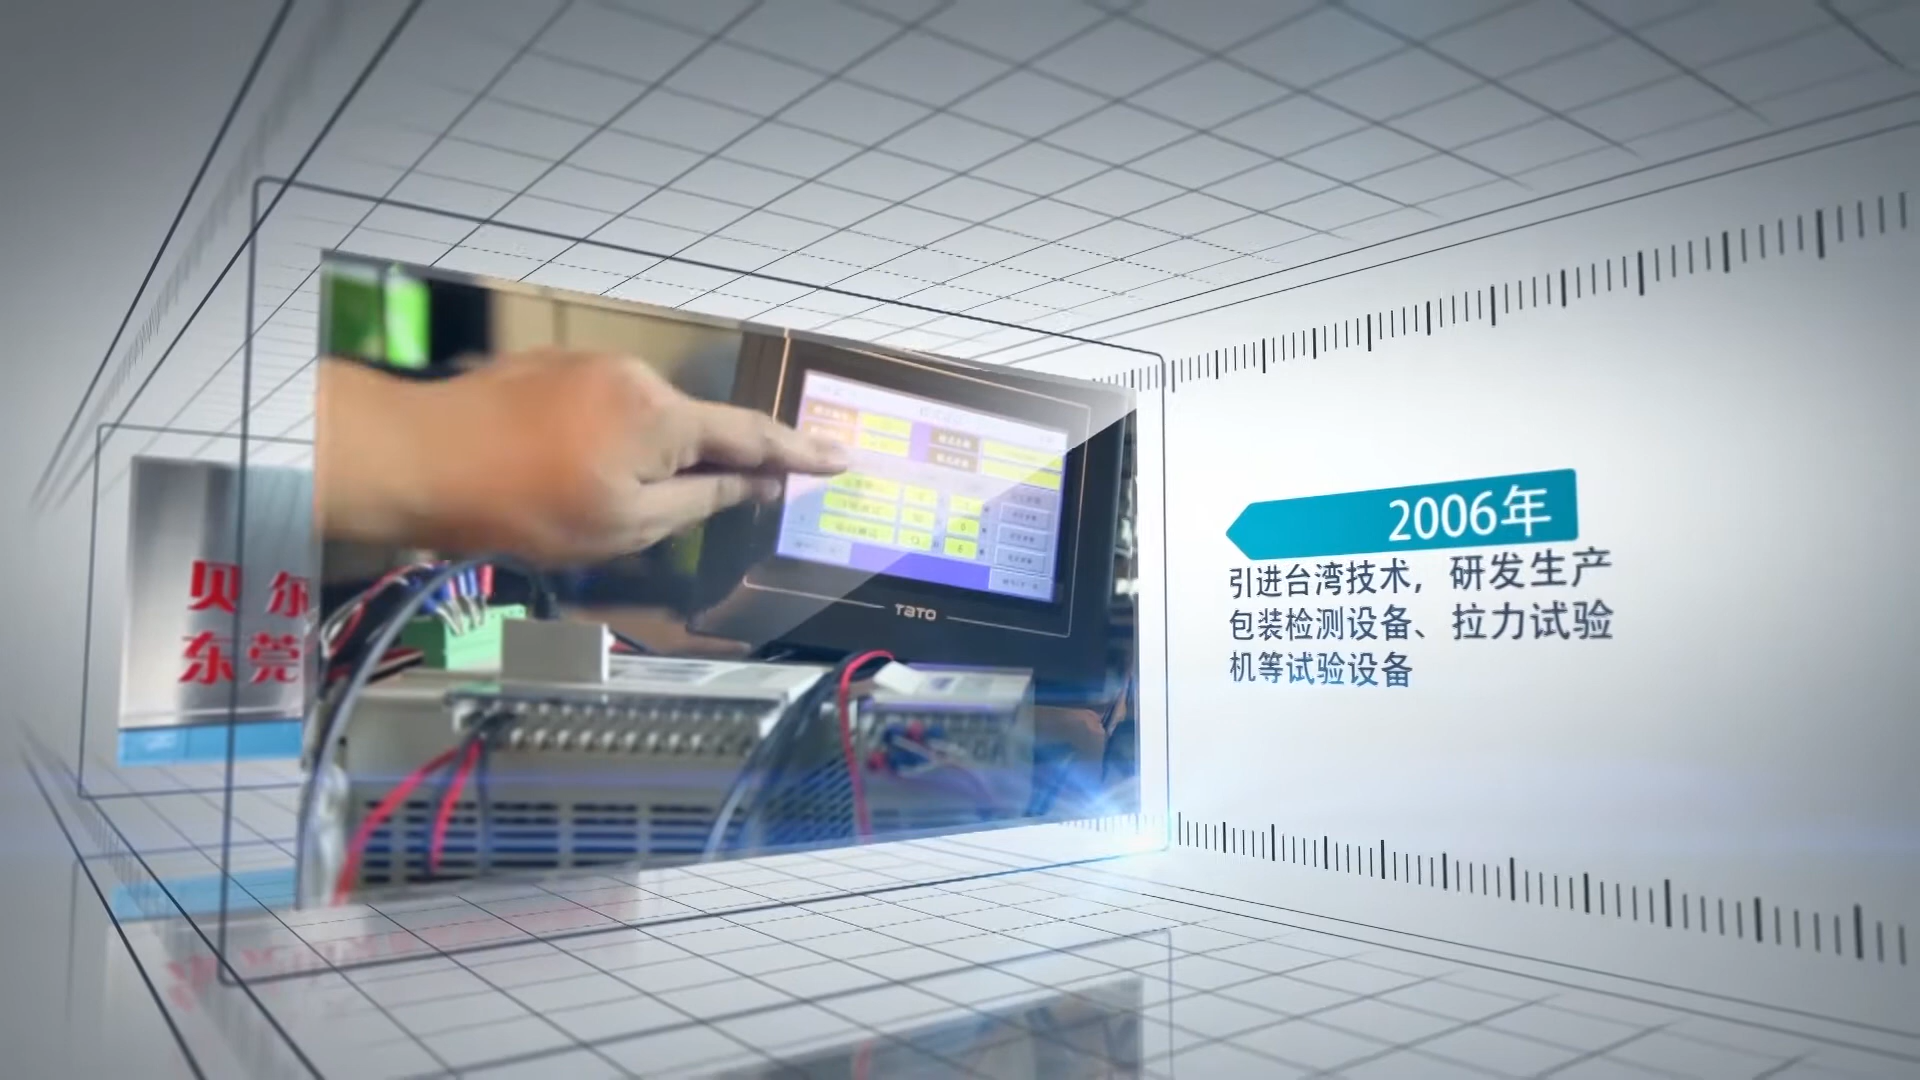 2006年
引进台湾技术，研发生产
包装检测设备、拉力试验
机等试验设备
TATO
贝尔
东莞